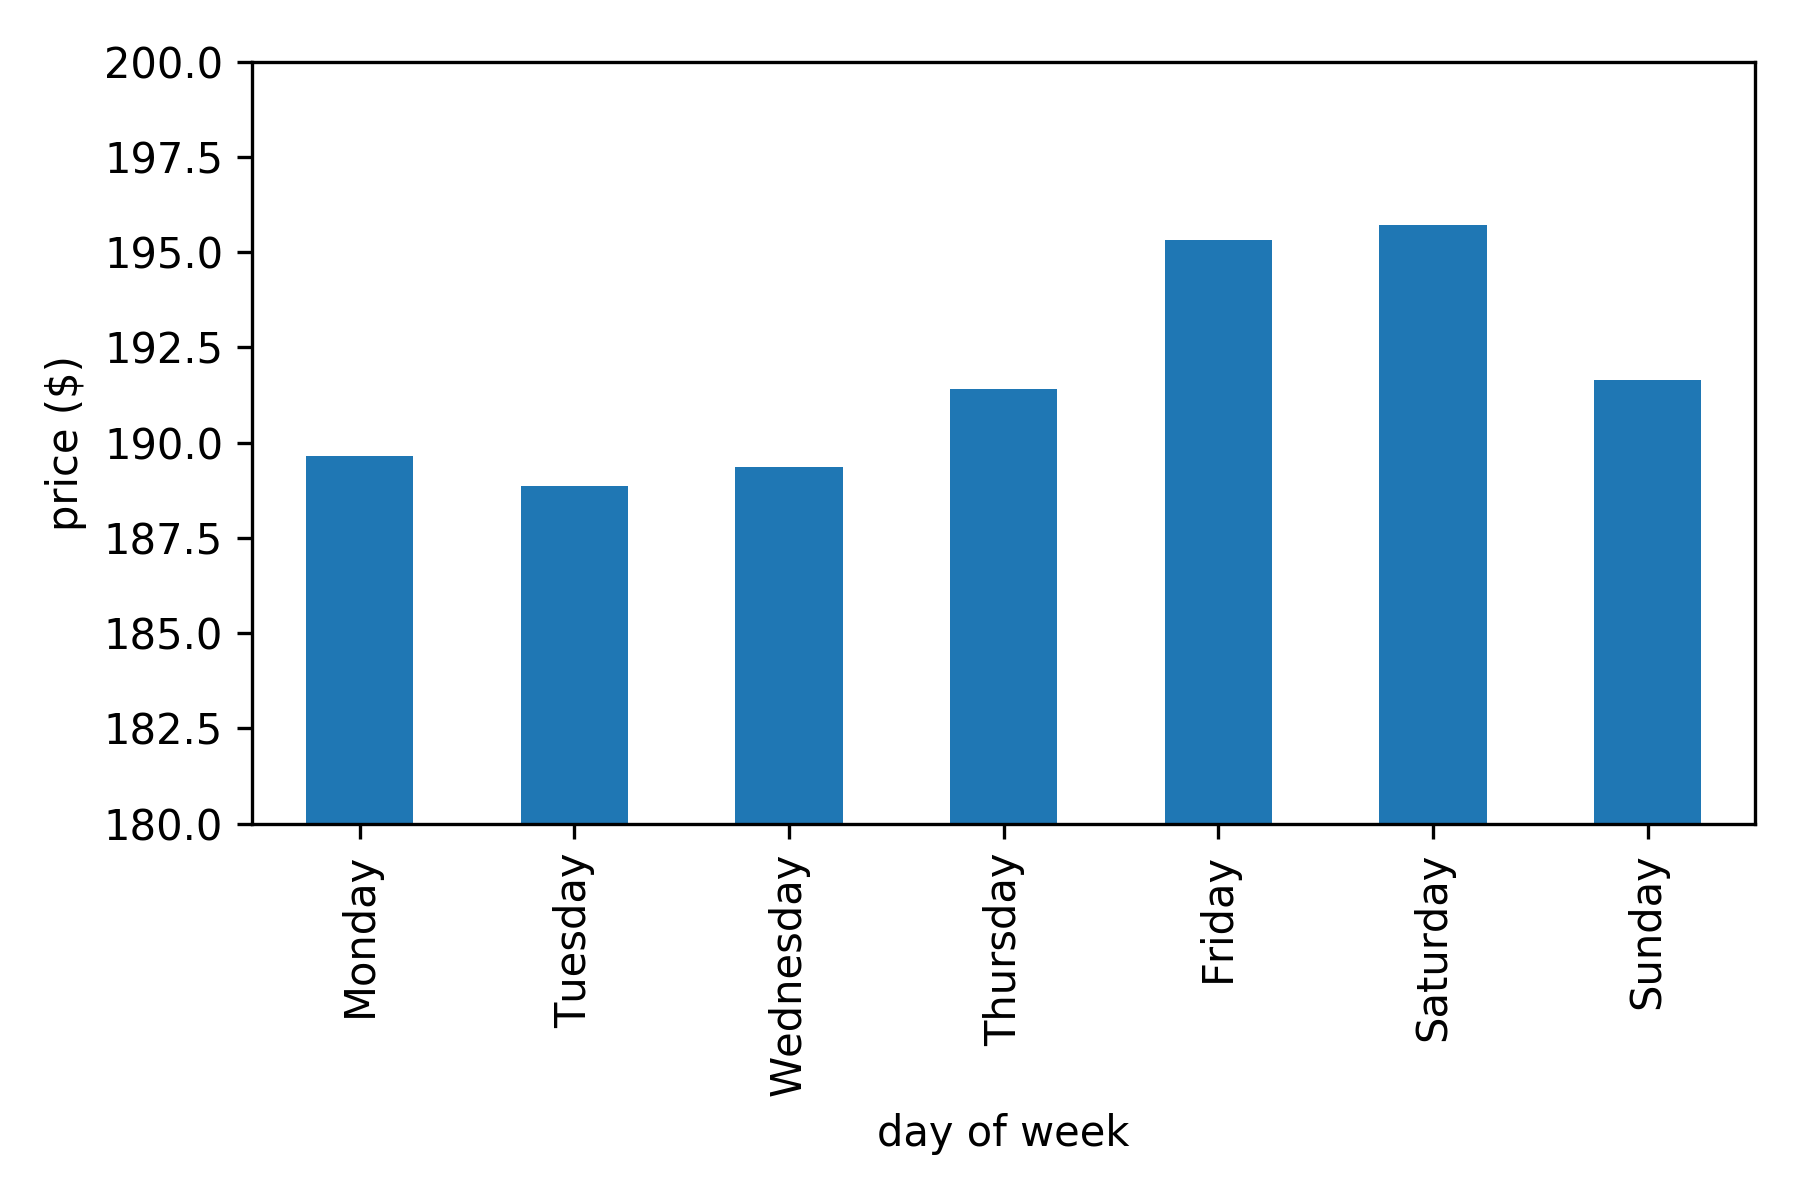 200.0
197.5
195.0
192.5
190.0
187.5
185.0
182.5
180.0
price ($)
Monday
Tuesday
Wednesday
Thursday
Friday
Saturday
Sunday
day of week